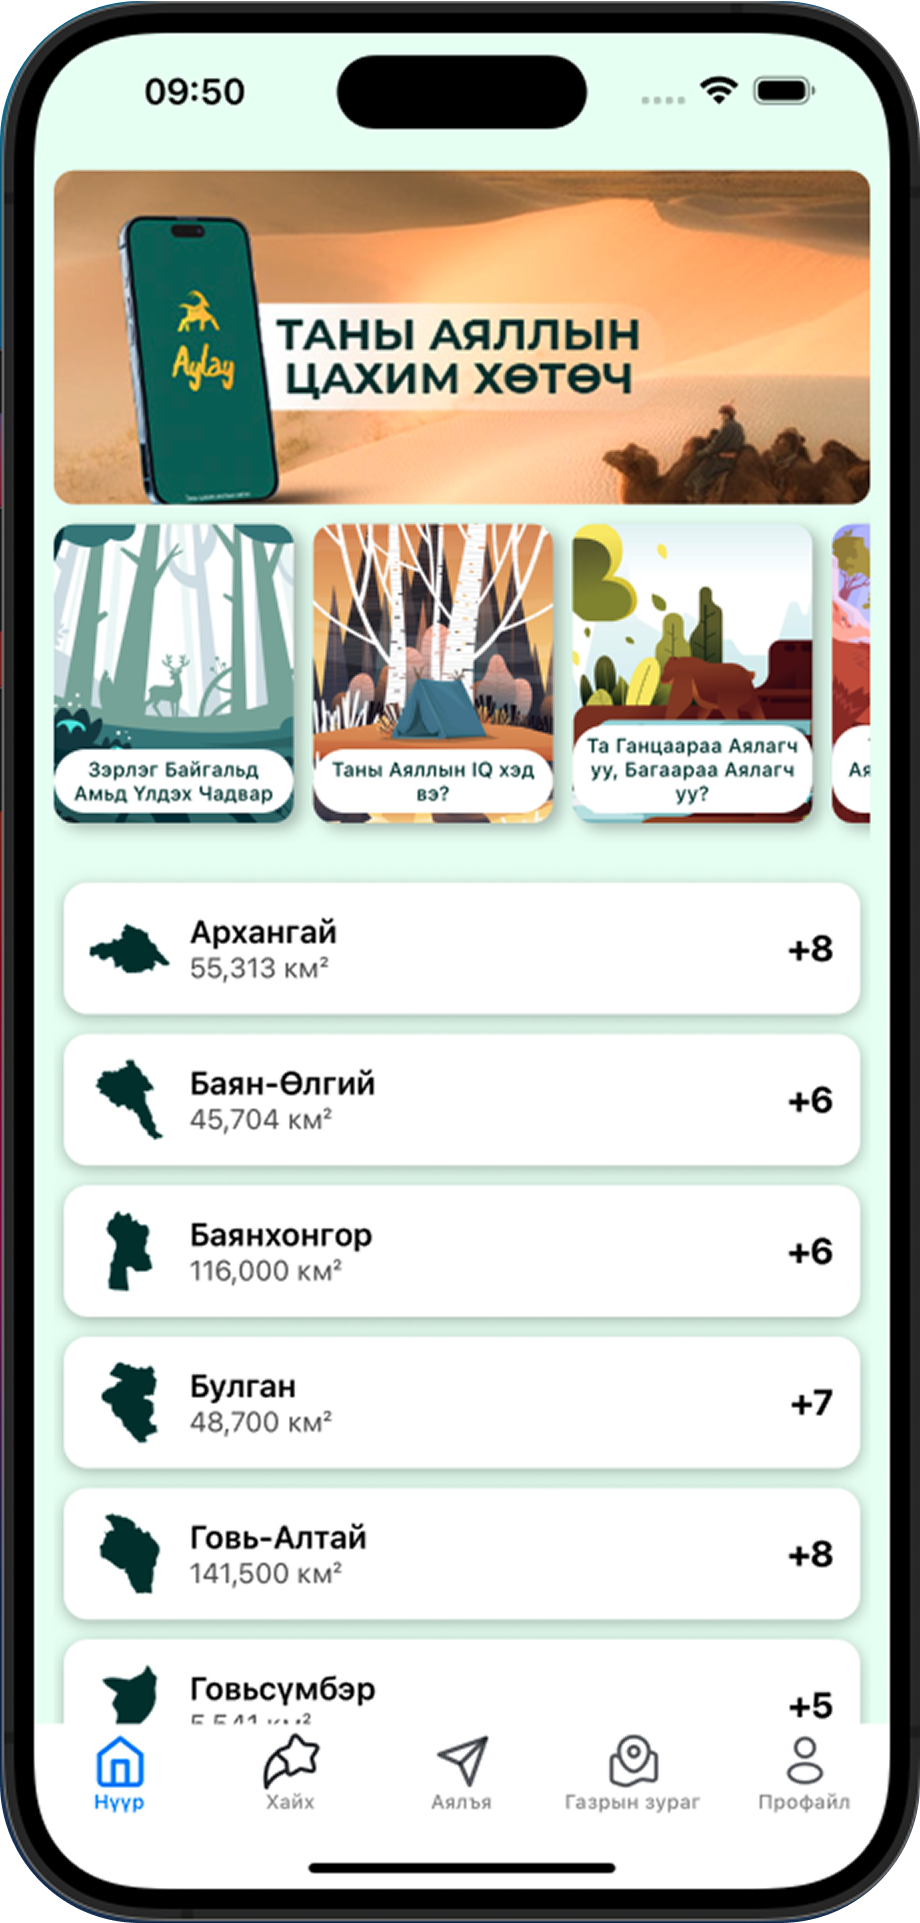 09:50
Aylay
ТАНЫ АЯЛЛЫН
ЦАХИМ ХӨТӨЧ
Зэрлэг Байгальд
Амьд Үлдэх Чадвар
Таны Аяллын IQ хэд
вэ?
Та Ганцаараа Аялагч
уу, Багаараа Аялагч
уу?
Архангай
55,313 км²
+8
Баян-Өлгий
45,704 км²
+6
Баянхонгор
116,000 км²
+6
Булган
48,700 км²
+7
Говь-Алтай
141,500 км²
+8
Говьсүмбэр
5,541 км²
+5
Нүүр
Хайх
Аялъя
Газрын зураг
Профайл